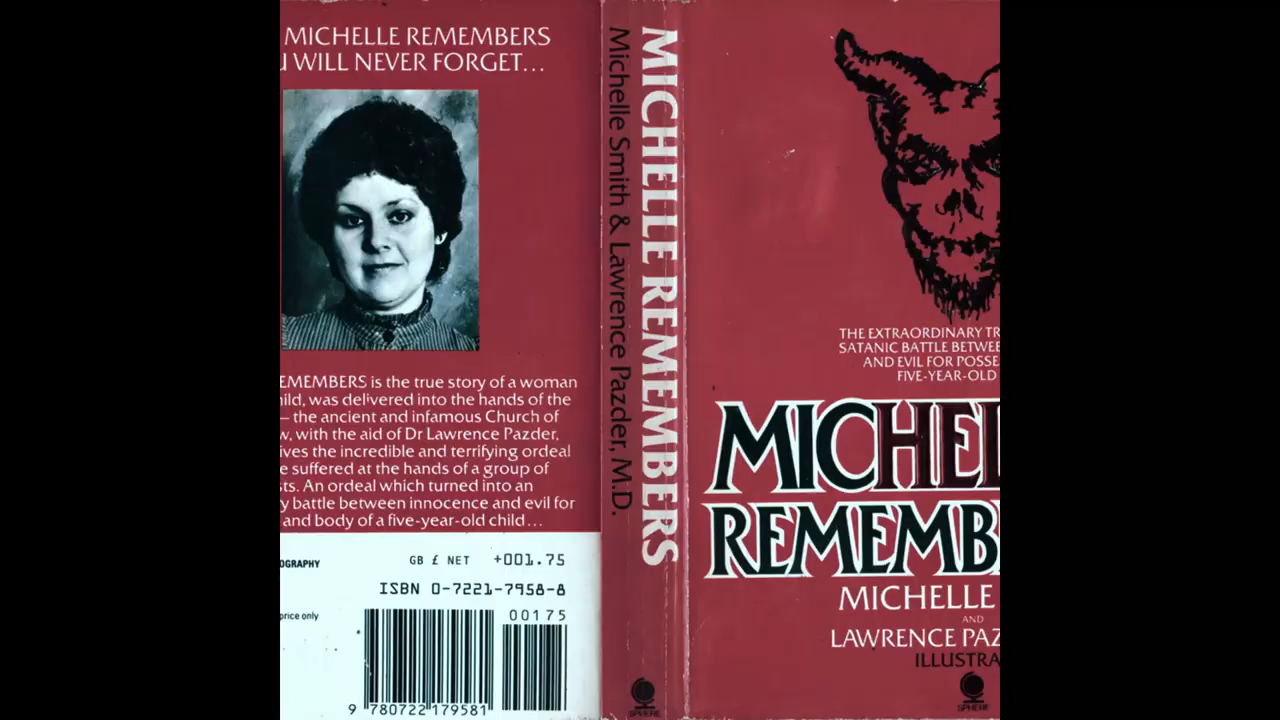 MICHELLE REMEMBERS
U WILL NEVER FORGET...
EMEMBERS is the true story of a woman
hild, was delivered into the hands of the
– the ancient and infamous Church of
w, with the aid of Dr Lawrence Pazder,
ives the incredible and terrifying ordeal
e suffered at the hands of a group of
sts. An ordeal which turned into an
y battle between innocence and evil for
and body of a five-year-old child...
OGRAPHY
GB £ NET +001.75
ISBN 0-7221-7958-8
price only
00175
9 780722 179581
MICHELLE REMEMBERS
Michelle Smith & Lawrence Pazder, M.D.
SPHERE
THE EXTRAORDINARY TR
SATANIC BATTLE BETWE
AND EVIL FOR POSSE
FIVE-YEAR-OLD
MICHEL
REMEMB
MICHELLE
AND
LAWRENCE PAZ
ILLUSTRA
SPHERE